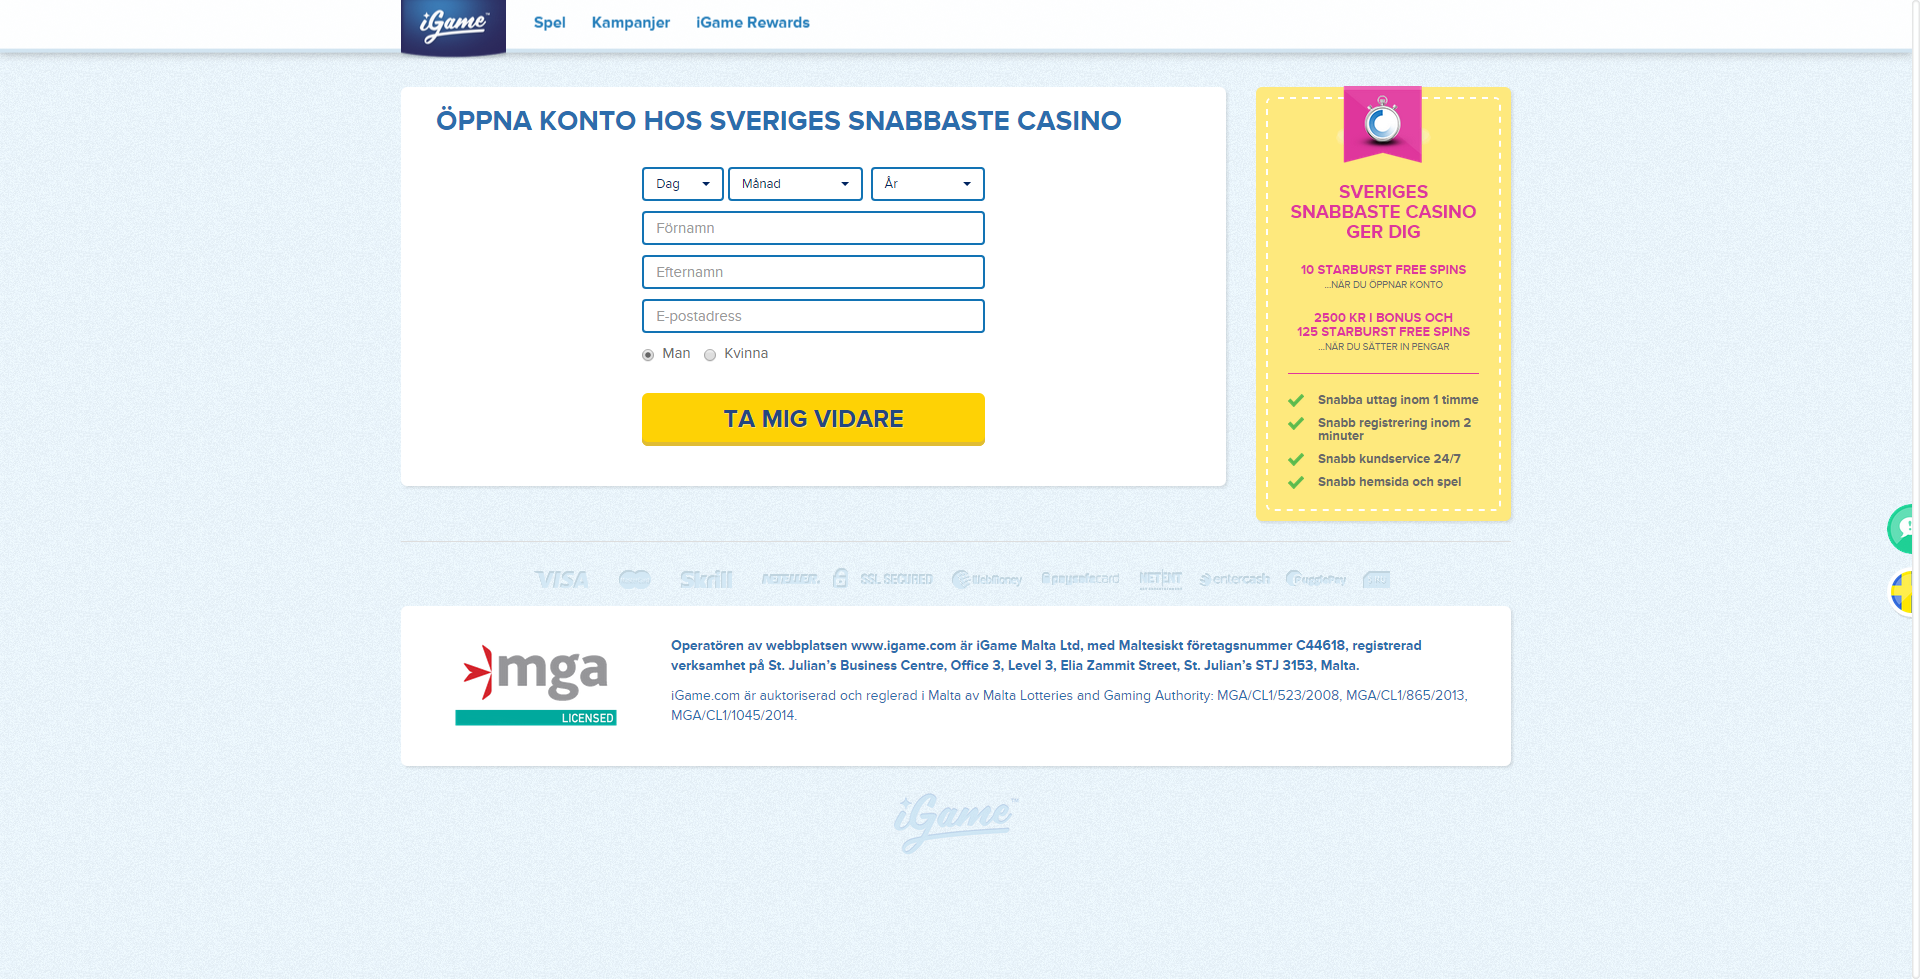 iGame™
Spel
Kampanjer
iGame Rewards
ÖPPNA KONTO HOS SVERIGES SNABBASTE CASINO
Dag
Månad
År
Förnamn
Efternamn
E-postadress
Man
Kvinna
TA MIG VIDARE
SVERIGES
SNABBASTE CASINO
GER DIG
10 STARBURST FREE SPINS
...NÄR DU ÖPPNAR KONTO
2500 KR I BONUS OCH
125 STARBURST FREE SPINS
...NÄR DU SÄTTER IN PENGAR
Snabba uttag inom 1 timme
Snabb registrering inom 2
minuter
Snabb kundservice 24/7
Snabb hemsida och spel
VISA
Skrill
NETELLER.
SSL SECURED
WebMoney
paysafecard
NETENT
entercash
PugglePay
mga
LICENSED
Operatören av webbplatsen www.igame.com är iGame Malta Ltd, med Maltesiskt företagsnummer C44618, registrerad
verksamhet på St. Julian's Business Centre, Office 3, Level 3, Elia Zammit Street, St. Julian's STJ 3153, Malta.
iGame.com är auktoriserad och reglerad i Malta av Malta Lotteries and Gaming Authority: MGA/CL1/523/2008, MGA/CL1/865/2013,
MGA/CL1/1045/2014.
iGame™